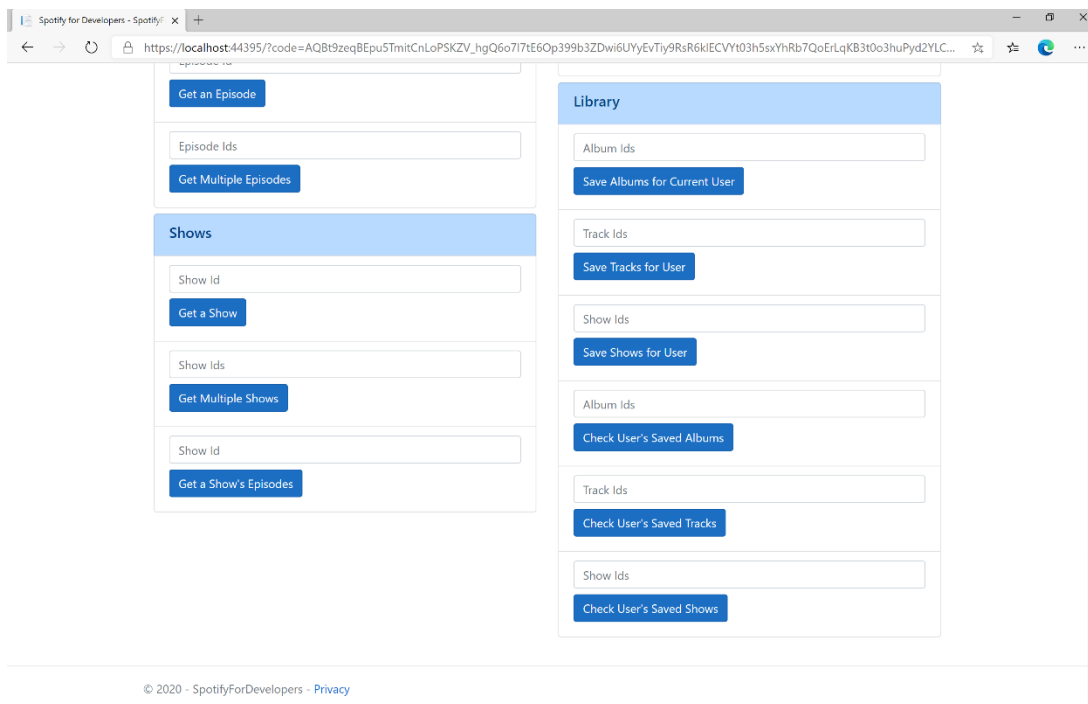 Spotify for Developers - Spotify
https://localhost:44395/?code=AQBt9zeqBEpu5TmitCnLoPSKZV_hgQ6o7I7tE6Op399b3ZDwi6UYyEvTiy9RsR6klECVYt03h5sxYhRb7QoErLqKB3t0o3huPyd2YLC...
Episode Id
Get an Episode
Episode Ids
Get Multiple Episodes
Shows
Show Id
Get a Show
Show Ids
Get Multiple Shows
Show Id
Get a Show's Episodes
Library
Album Ids
Save Albums for Current User
Track Ids
Save Tracks for User
Show Ids
Save Shows for User
Album Ids
Check User's Saved Albums
Track Ids
Check User's Saved Tracks
Show Ids
Check User's Saved Shows
© 2020 - SpotifyForDevelopers - Privacy